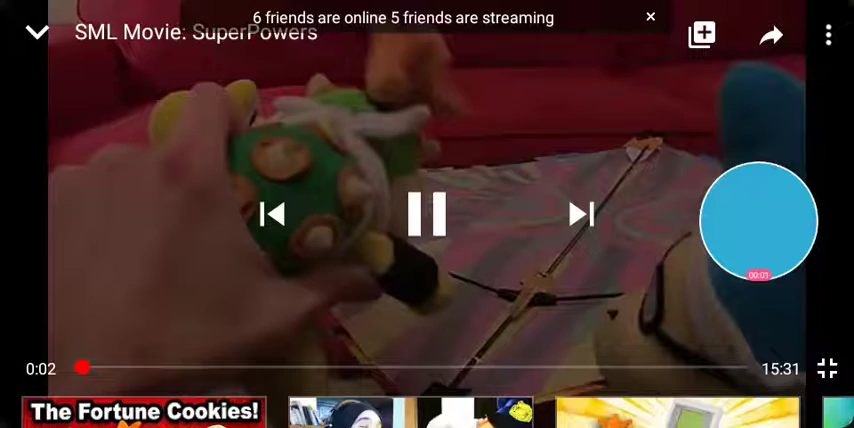 6 friends are online 5 friends are streaming
SML Movie: SuperPowers
00:01
0:02
15:31
The Fortune Cookies!